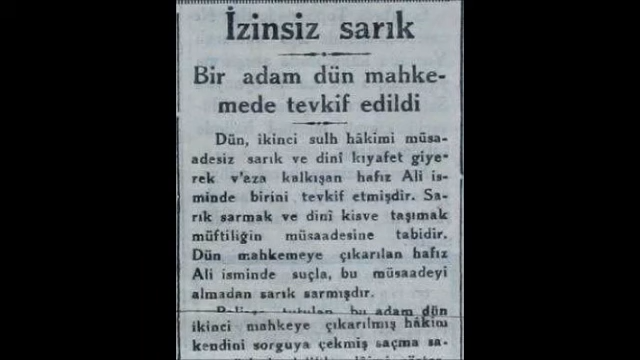 İzinsiz sarık
Bir adam dün mahke-
mede tevkif edildi
Dün, ikinci sulh hâkimi müsa-
adesiz sarık ve dinî kıyafet giye-
rek v'aza kalkışan hafız Ali is-
minde birini tevkif etmişdir. Sa-
rık sarmak ve dinî kisve taşımak
müftiliğin müsaadesine tabidir.
Dün mahkemeye çıkarılan hafız
Ali isminde suçlu, bu müsaadeyi
almadan sarık sarmışdır.
bu adam dün
ikinci mahkeye çıkarılmış hâkim
kendini sorguya çekmiş saçma sa-